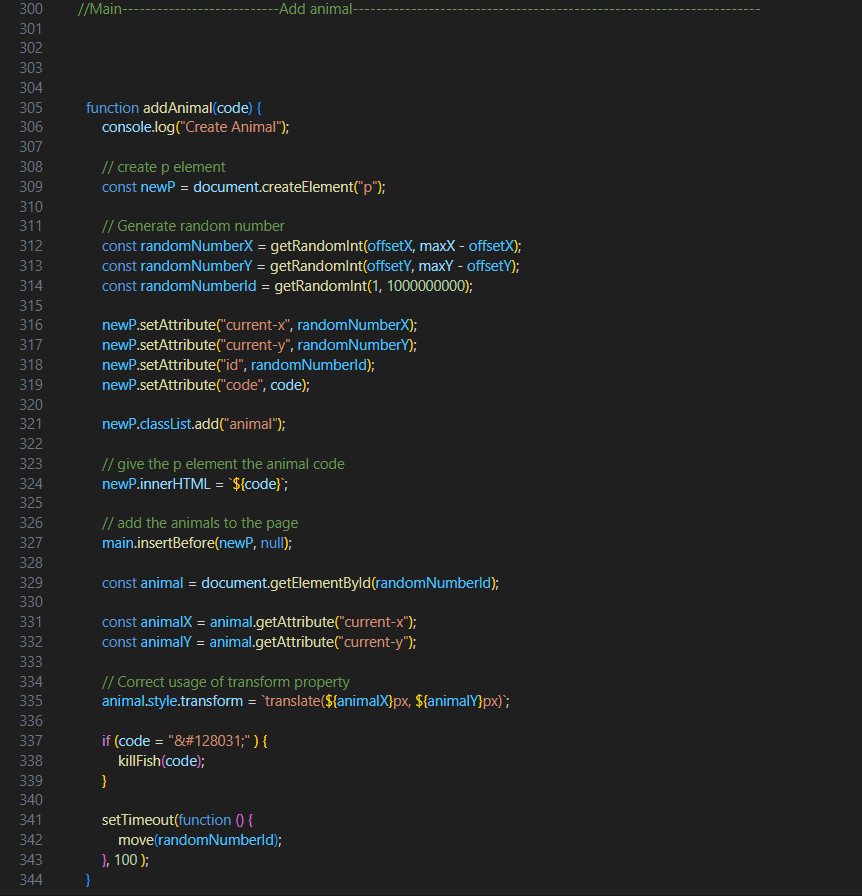 300 //Main---------------------------Add animal----------------------------------------------------------------------
301
302
303
304
305 function addAnimal(code) {
306 console.log("Create Animal");
307
308 // create p element
309 const newP = document.createElement("p");
310
311 // Generate random number
312 const randomNumberX = getRandomInt(offsetX, maxX - offsetX);
313 const randomNumberY = getRandomInt(offsetY, maxY - offsetY);
314 const randomNumberId = getRandomInt(1, 1000000000);
315
316 newP.setAttribute("current-x", randomNumberX);
317 newP.setAttribute("current-y", randomNumberY);
318 newP.setAttribute("id", randomNumberId);
319 newP.setAttribute("code", code);
320
321 newP.classList.add("animal");
322
323 // give the p element the animal code
324 newP.innerHTML = `${code}`;
325
326 // add the animals to the page
327 main.insertBefore(newP, null);
328
329 const animal = document.getElementById(randomNumberId);
330
331 const animalX = animal.getAttribute("current-x");
332 const animalY = animal.getAttribute("current-y");
333
334 // Correct usage of transform property
335 animal.style.transform = `translate(${animalX}px, ${animalY}px)`;
336
337 if (code = "&#128031;" ) {
338 killFish(code);
339 }
340
341 setTimeout(function () {
342 move(randomNumberId);
343 }, 100 );
344 }